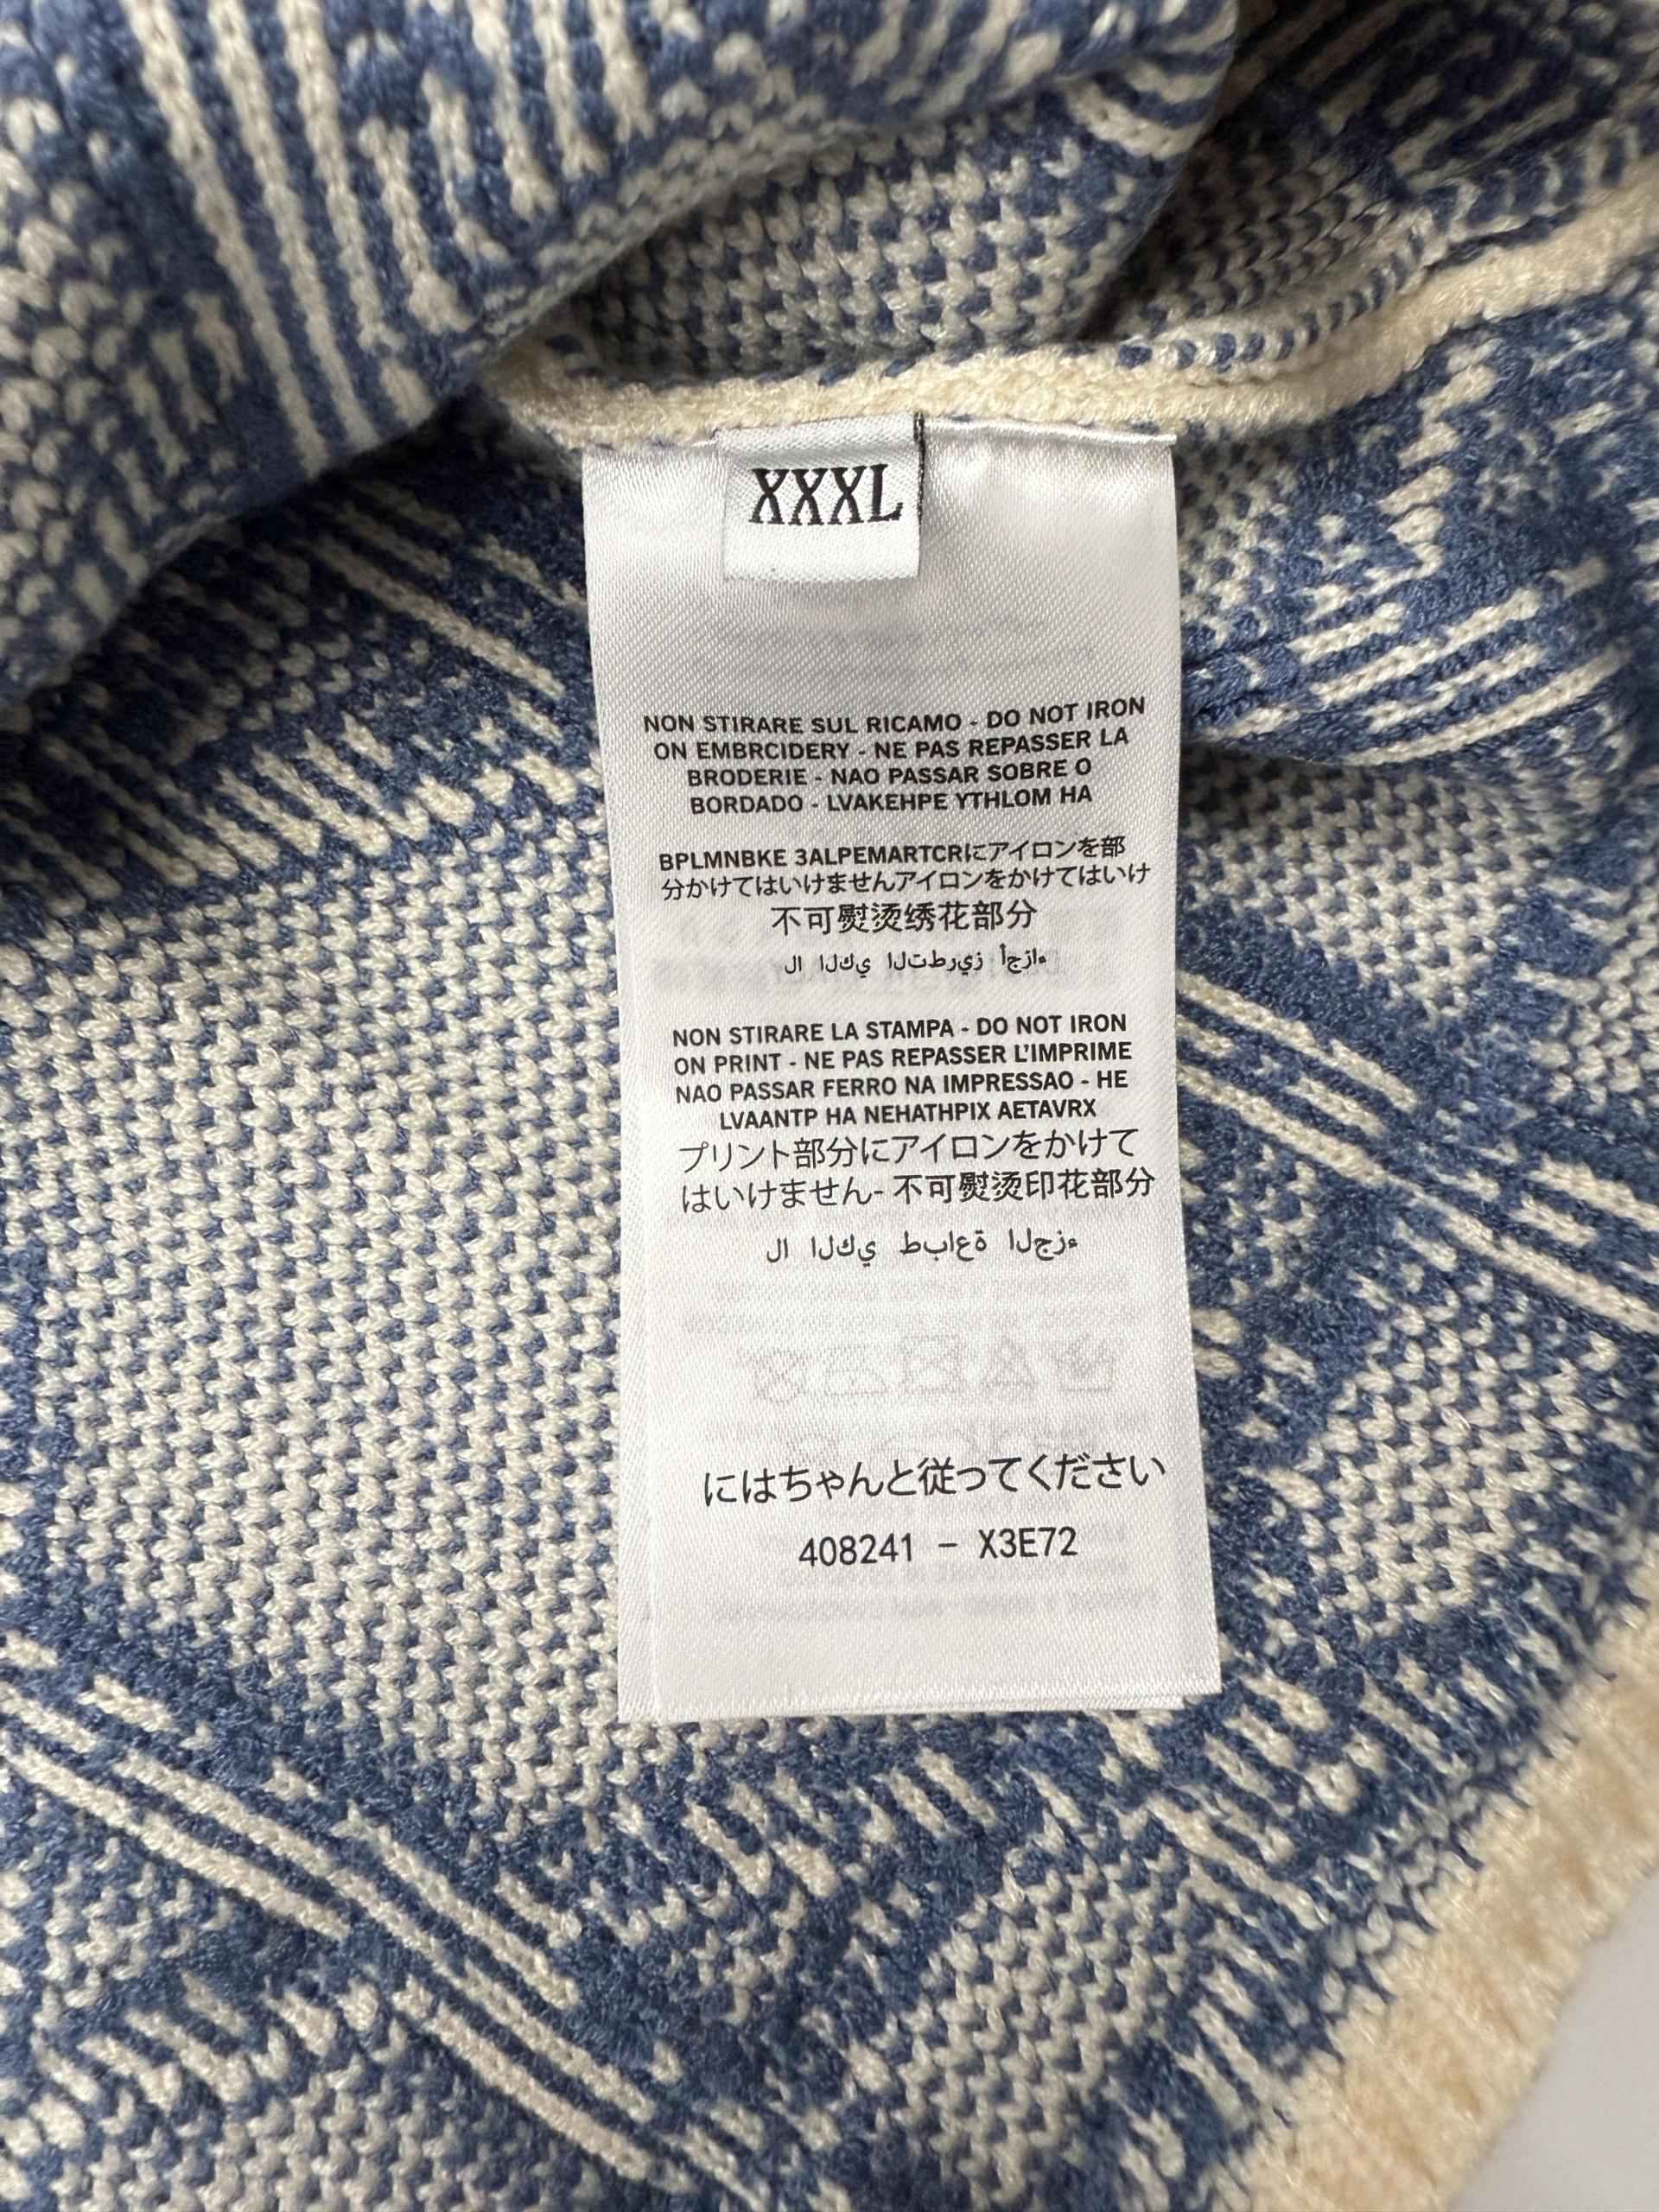 XXXL
NON STIRARE SUL RICAMO - DO NOT IRON
ON EMBRCIDERY - NE PAS REPASSER LA
BRODERIE - NAO PASSAR SOBRE O
BORDADO - LVAKEHPE YTHLOM HA
BPLMNBKE 3ALPEMARTCRにアイロンを部
分かけてはいけませんアイロンをかけてはいけ
不可熨烫绣花部分
ﻻ ا ل ك ي ا ل ت ط ر ي ز أ ج ز ا ء
NON STIRARE LA STAMPA - DO NOT IRON
ON PRINT - NE PAS REPASSER L'IMPRIME
NAO PASSAR FERRO NA IMPRESSAO - HE
LVAANTP HA NEHATHPIX AETAVRX
プリント部分にアイロンをかけて
はいけません- 不可熨烫印花部分
ﻻ ا ل ك ي ط ب ا ع ة ا ل ج ز ء
にはちゃんと従ってください
408241 - X3E72